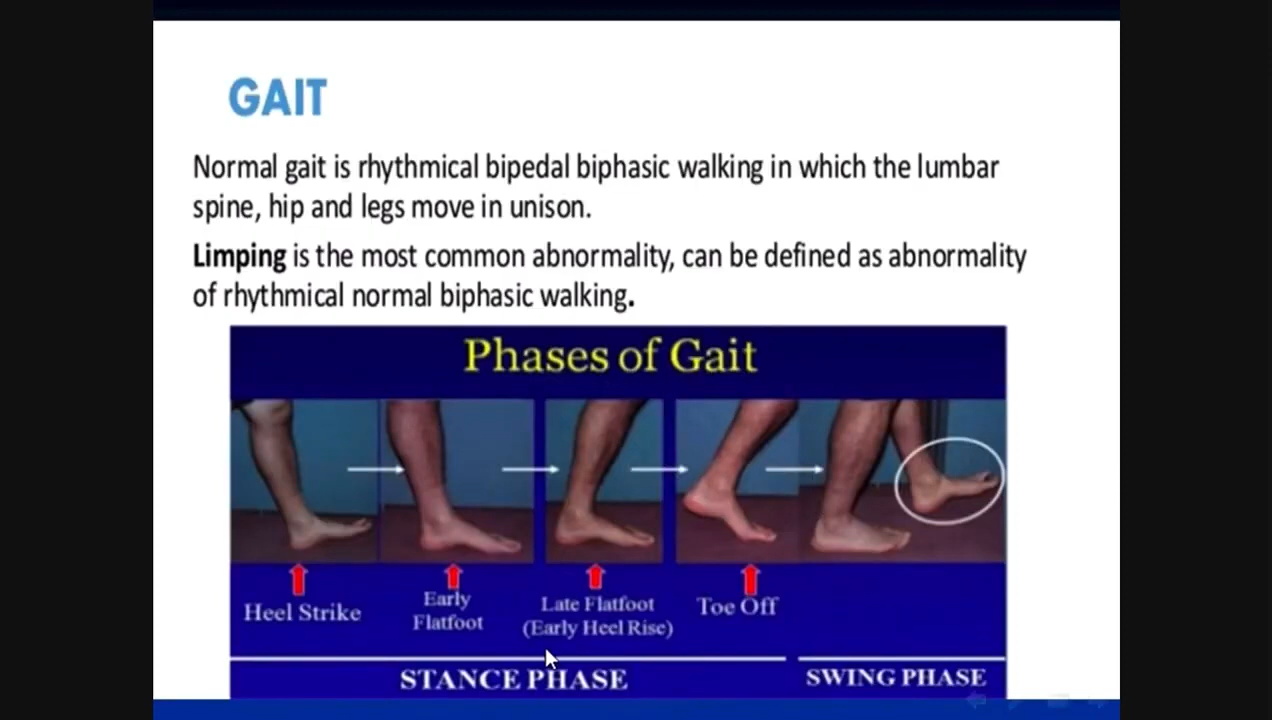 GAIT
Normal gait is rhythmical bipedal biphasic walking in which the lumbar
spine, hip and legs move in unison.
Limping is the most common abnormality, can be defined as abnormality
of rhythmical normal biphasic walking.
Phases of Gait
Heel Strike
Early
Flatfoot
Late Flatfoot
(Early Heel Rise)
Toe Off
STANCE PHASE
SWING PHASE